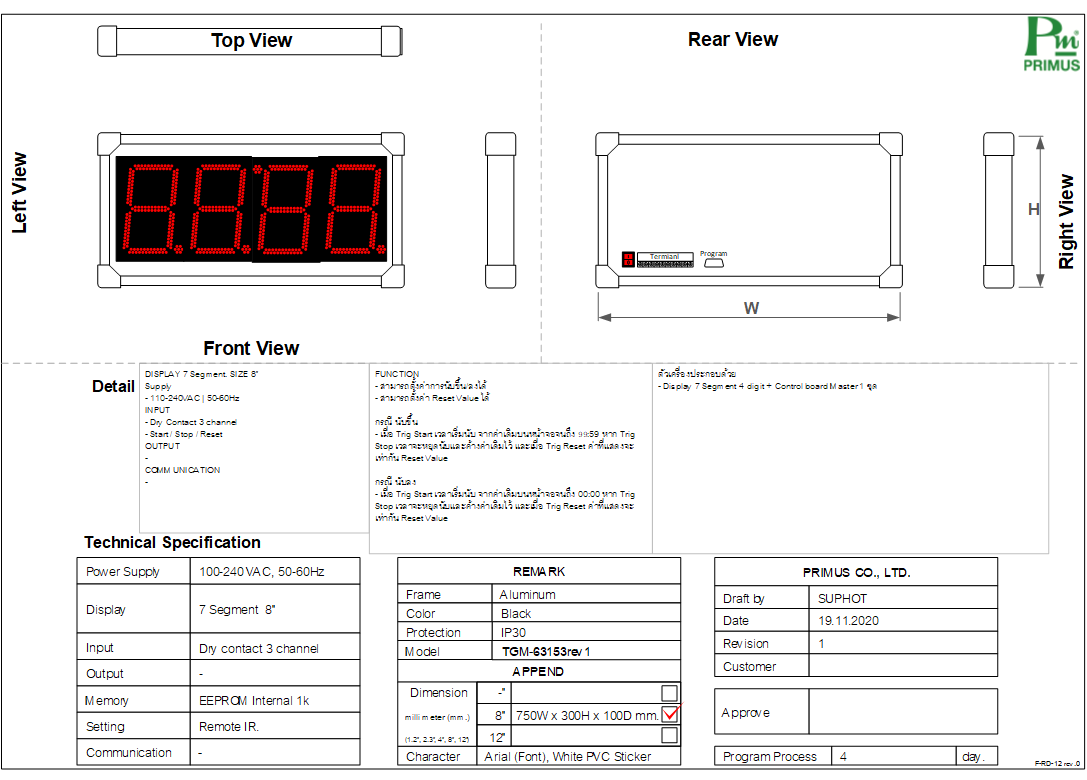 Top View
Rear View
Pm
PRIMUS
Left View
Right View
H
Termianl
Program
W
Front View
Detail
DISPLAY 7 Segment. SIZE 8"
Supply
- 110-240VAC | 50-60Hz
INPUT
- Dry Contact 3 channel
- Start / Stop / Reset
OUTPUT
-
COMMUNICATION
-
FUNCTION
- สามารถตั้งค่าการนับขึ้น/ลงได้
- สามารถตั้งค่า Reset Value ได้
กรณี นับขึ้น
- เมื่อ Trig Start เวลาเริ่มนับ จากค่าเดิมบนหน้าจอจนถึง 99:59 หาก Trig
Stop เวลาจะหยุดนับและค้างค่าเดิมไว้ และเมื่อ Trig Reset ค่าที่แสดงจะ
เท่ากับ Reset Value
กรณี นับลง
- เมื่อ Trig Start เวลาเริ่มนับ จากค่าเดิมบนหน้าจอจนถึง 00:00 หาก Trig
Stop เวลาจะหยุดนับและค้างค่าเดิมไว้ และเมื่อ Trig Reset ค่าที่แสดงจะ
เท่ากับ Reset Value
ตัวเครื่องประกอบด้วย
- Display 7 Segment 4 digit + Control board Master 1 ชุด
Technical Specification
Power Supply 100-240VAC, 50-60Hz
Display 7 Segment 8"
Input Dry contact 3 channel
Output -
Memory EEPROM Internal 1k
Setting Remote IR.
Communication -
REMARK
Frame Aluminum
Color Black
Protection IP30
Model TGM-63153rev1
APPEND
Dimension -"
millimeter (mm.) 8" 750W x 300H x 100D mm.
(1.2", 2.3", 4", 8", 12") 12"
Character Arial (Font), White PVC Sticker
PRIMUS CO., LTD.
Draft by SUPHOT
Date 19.11.2020
Revision 1
Customer
Approve
Program Process 4 day.
F-RD-12 rev.0